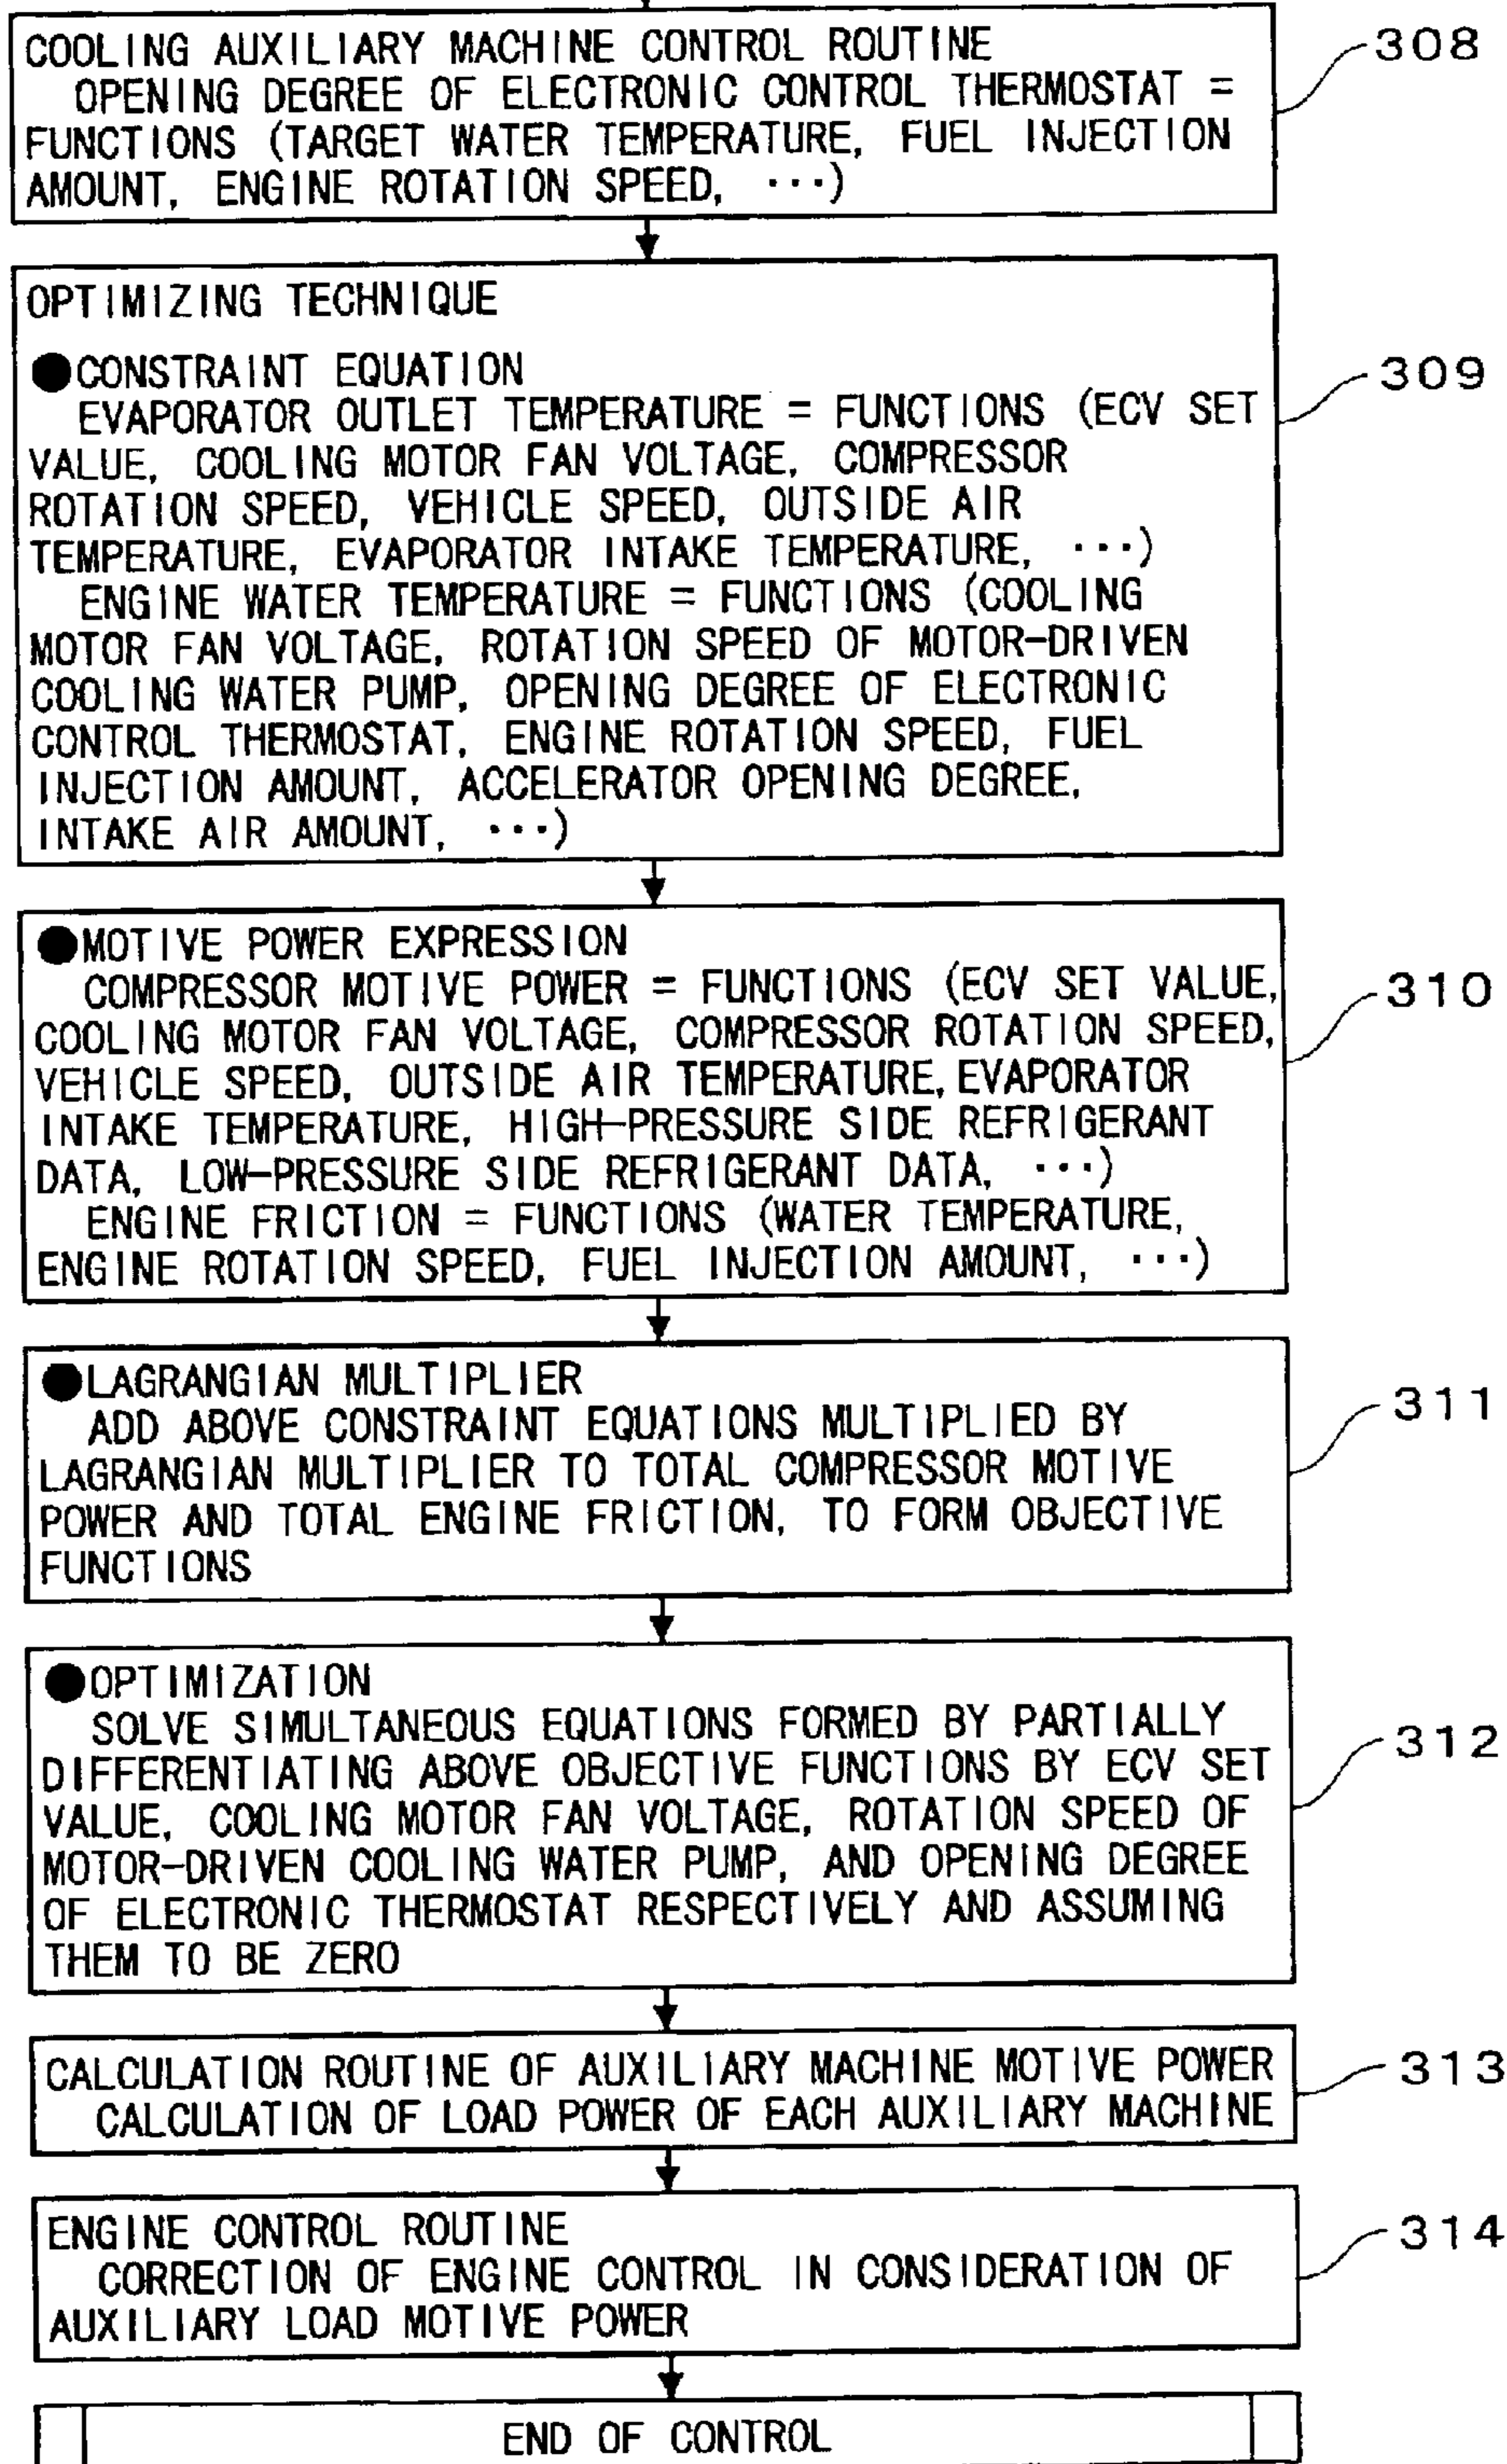 COOLING AUXILIARY MACHINE CONTROL ROUTINE
OPENING DEGREE OF ELECTRONIC CONTROL THERMOSTAT =
FUNCTIONS (TARGET WATER TEMPERATURE, FUEL INJECTION
AMOUNT, ENGINE ROTATION SPEED, ···)
308
OPTIMIZING TECHNIQUE
●CONSTRAINT EQUATION
EVAPORATOR OUTLET TEMPERATURE = FUNCTIONS (ECV SET
VALUE, COOLING MOTOR FAN VOLTAGE, COMPRESSOR
ROTATION SPEED, VEHICLE SPEED, OUTSIDE AIR
TEMPERATURE, EVAPORATOR INTAKE TEMPERATURE, ···)
ENGINE WATER TEMPERATURE = FUNCTIONS (COOLING
MOTOR FAN VOLTAGE, ROTATION SPEED OF MOTOR-DRIVEN
COOLING WATER PUMP, OPENING DEGREE OF ELECTRONIC
CONTROL THERMOSTAT, ENGINE ROTATION SPEED, FUEL
INJECTION AMOUNT, ACCELERATOR OPENING DEGREE,
INTAKE AIR AMOUNT, ···)
309
●MOTIVE POWER EXPRESSION
COMPRESSOR MOTIVE POWER = FUNCTIONS (ECV SET VALUE,
COOLING MOTOR FAN VOLTAGE, COMPRESSOR ROTATION SPEED,
VEHICLE SPEED, OUTSIDE AIR TEMPERATURE, EVAPORATOR
INTAKE TEMPERATURE, HIGH-PRESSURE SIDE REFRIGERANT
DATA, LOW-PRESSURE SIDE REFRIGERANT DATA, ···)
ENGINE FRICTION = FUNCTIONS (WATER TEMPERATURE,
ENGINE ROTATION SPEED, FUEL INJECTION AMOUNT, ···)
310
●LAGRANGIAN MULTIPLIER
ADD ABOVE CONSTRAINT EQUATIONS MULTIPLIED BY
LAGRANGIAN MULTIPLIER TO TOTAL COMPRESSOR MOTIVE
POWER AND TOTAL ENGINE FRICTION, TO FORM OBJECTIVE
FUNCTIONS
311
●OPTIMIZATION
SOLVE SIMULTANEOUS EQUATIONS FORMED BY PARTIALLY
DIFFERENTIATING ABOVE OBJECTIVE FUNCTIONS BY ECV SET
VALUE, COOLING MOTOR FAN VOLTAGE, ROTATION SPEED OF
MOTOR-DRIVEN COOLING WATER PUMP, AND OPENING DEGREE
OF ELECTRONIC THERMOSTAT RESPECTIVELY AND ASSUMING
THEM TO BE ZERO
312
CALCULATION ROUTINE OF AUXILIARY MACHINE MOTIVE POWER
CALCULATION OF LOAD POWER OF EACH AUXILIARY MACHINE
313
ENGINE CONTROL ROUTINE
CORRECTION OF ENGINE CONTROL IN CONSIDERATION OF
AUXILIARY LOAD MOTIVE POWER
314
END OF CONTROL